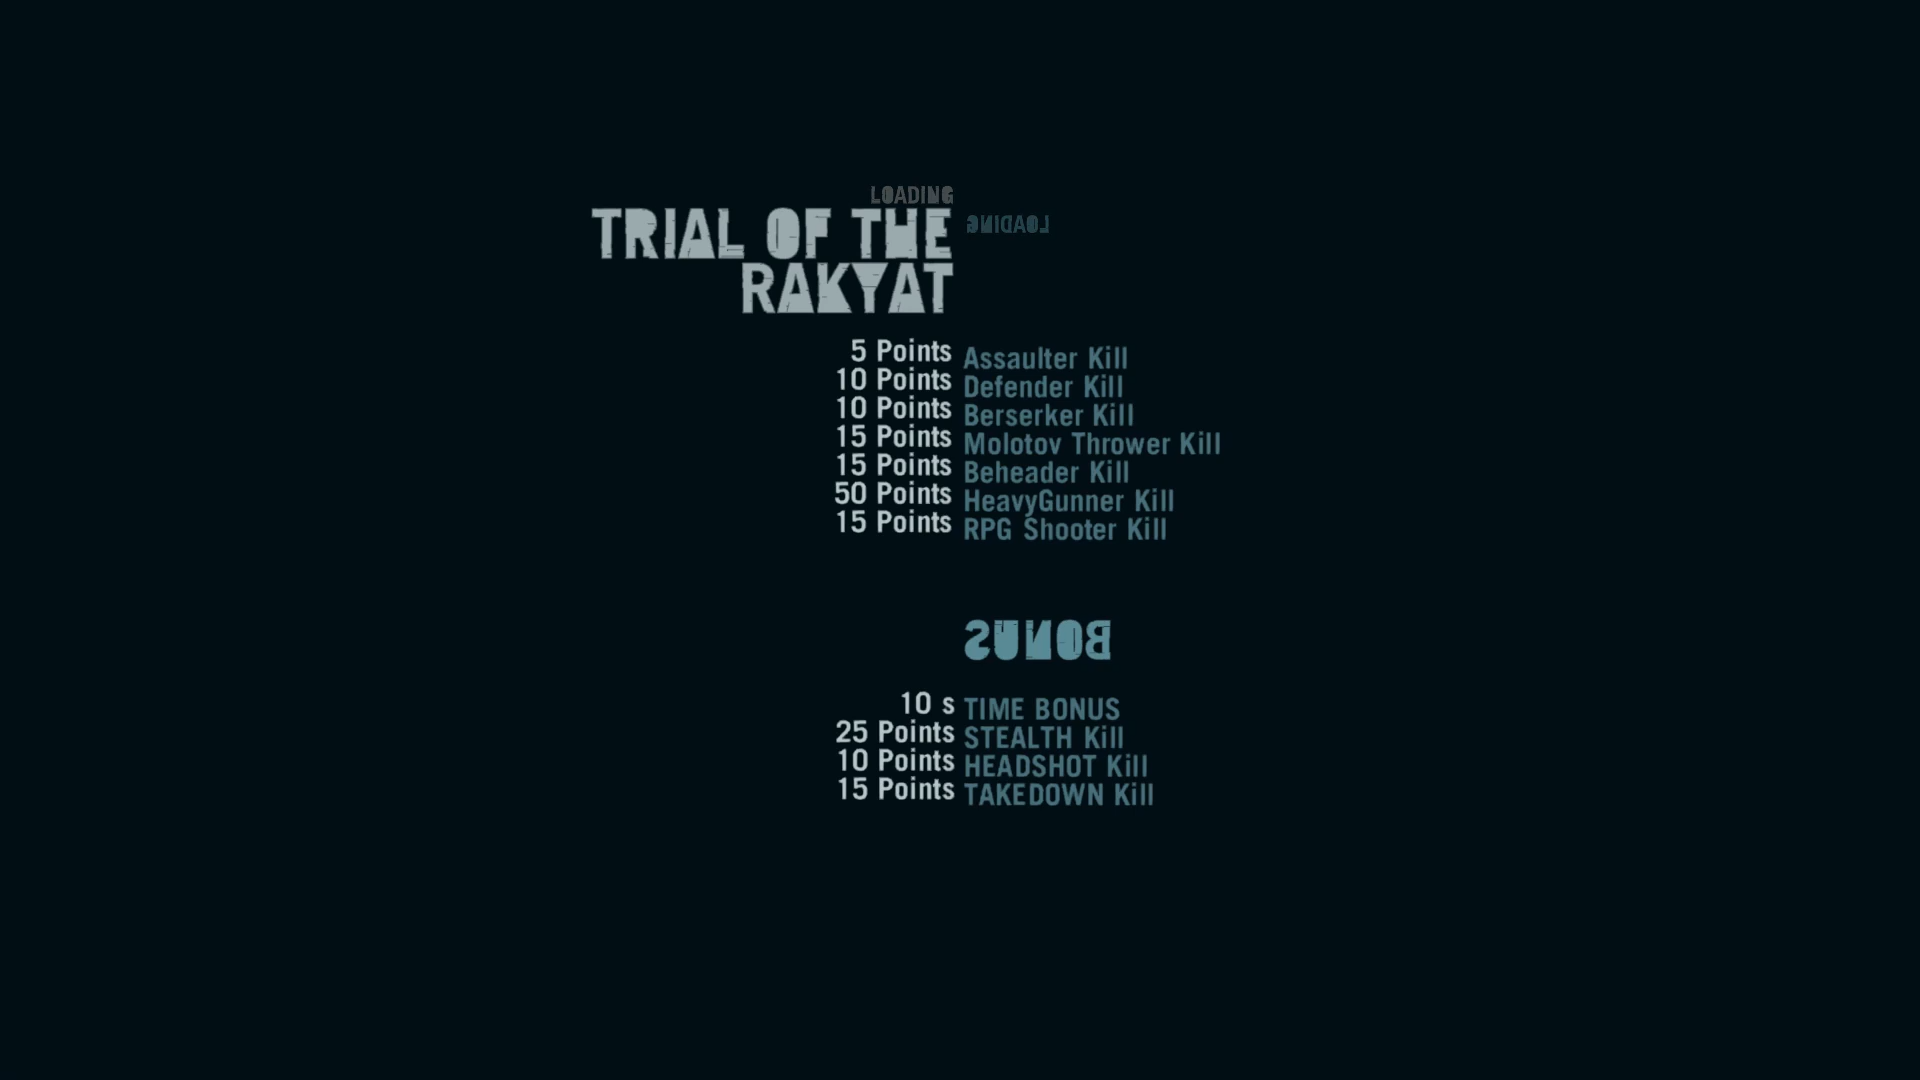 LOADING
TRIAL OF THE
LOADING
RAKYAT
5 Points Assaulter Kill
10 Points Defender Kill
10 Points Berserker Kill
15 Points Molotov Thrower Kill
15 Points Beheader Kill
50 Points HeavyGunner Kill
15 Points RPG Shooter Kill
BONUS
10 s TIME BONUS
25 Points STEALTH Kill
10 Points HEADSHOT Kill
15 Points TAKEDOWN Kill